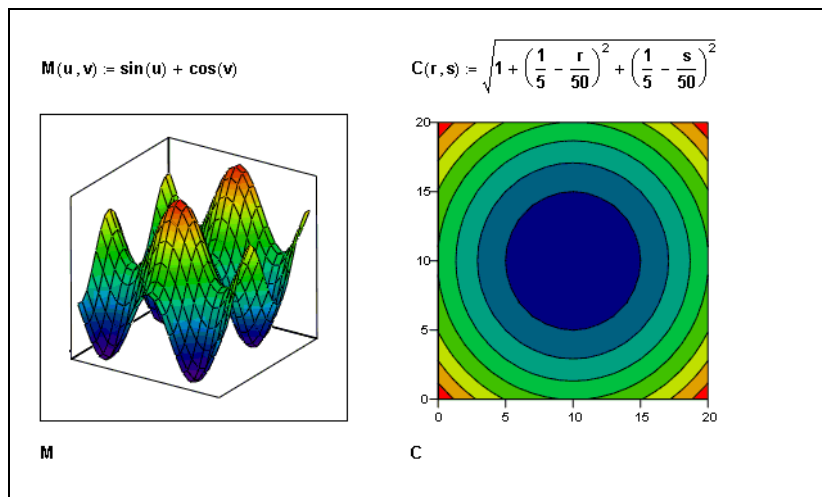 M(u,v) := sin(u) + cos(v)
C(r,s) := √(1 + (1/5 − r/50)² + (1/5 − s/50)²)
20
15
10
5
0
0 5 10 15 20
M
C